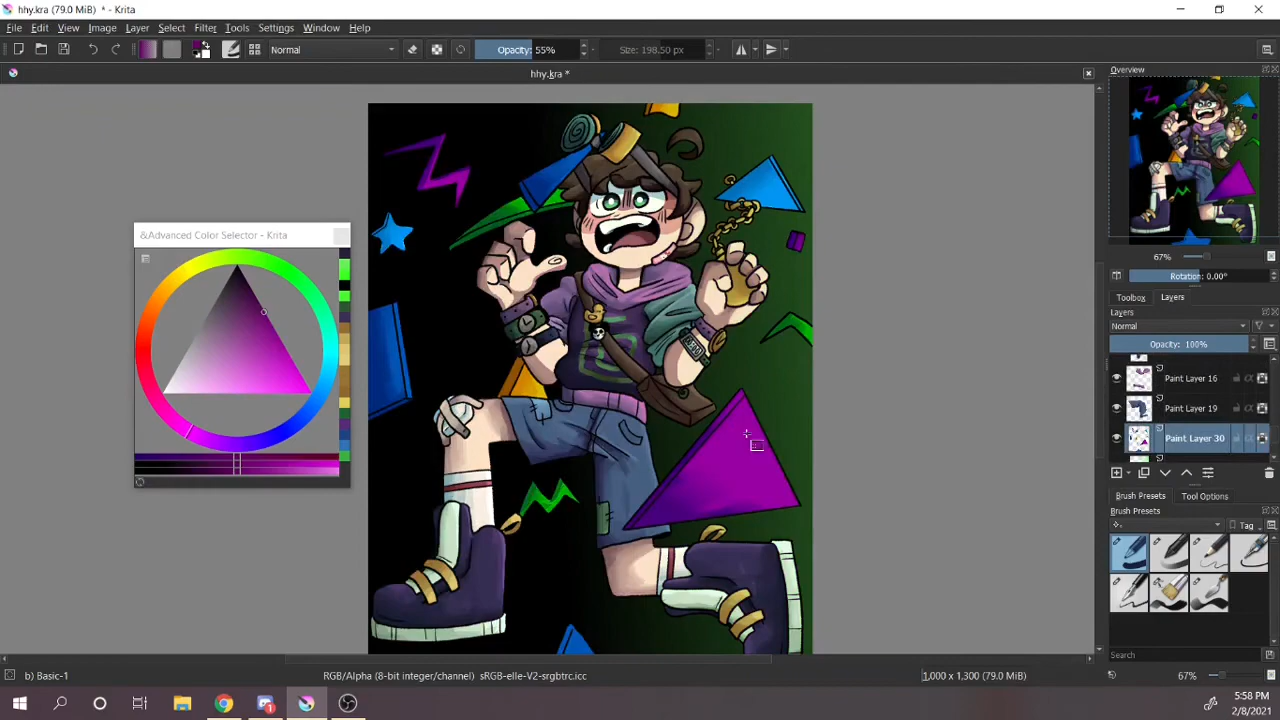 hhy.kra (79.0 MiB) * - Krita
File Edit View Image Layer Select Filter Tools Settings Window Help
Normal
Opacity: 55%
Size: 198.50 px
hhy.kra *
Overview
&Advanced Color Selector - Krita
67%
Rotation: 0.00°
Toolbox Layers
Layers
Normal
Opacity: 100%
Paint Layer 16
Paint Layer 19
Paint Layer 30
Brush Presets Tool Options
Brush Presets
Tag
Search
b) Basic-1
RGB/Alpha (8-bit integer/channel) sRGB-elle-V2-srgbtrc.icc
1,000 x 1,300 (79.0 MiB)
67%
5:58 PM
2/8/2021